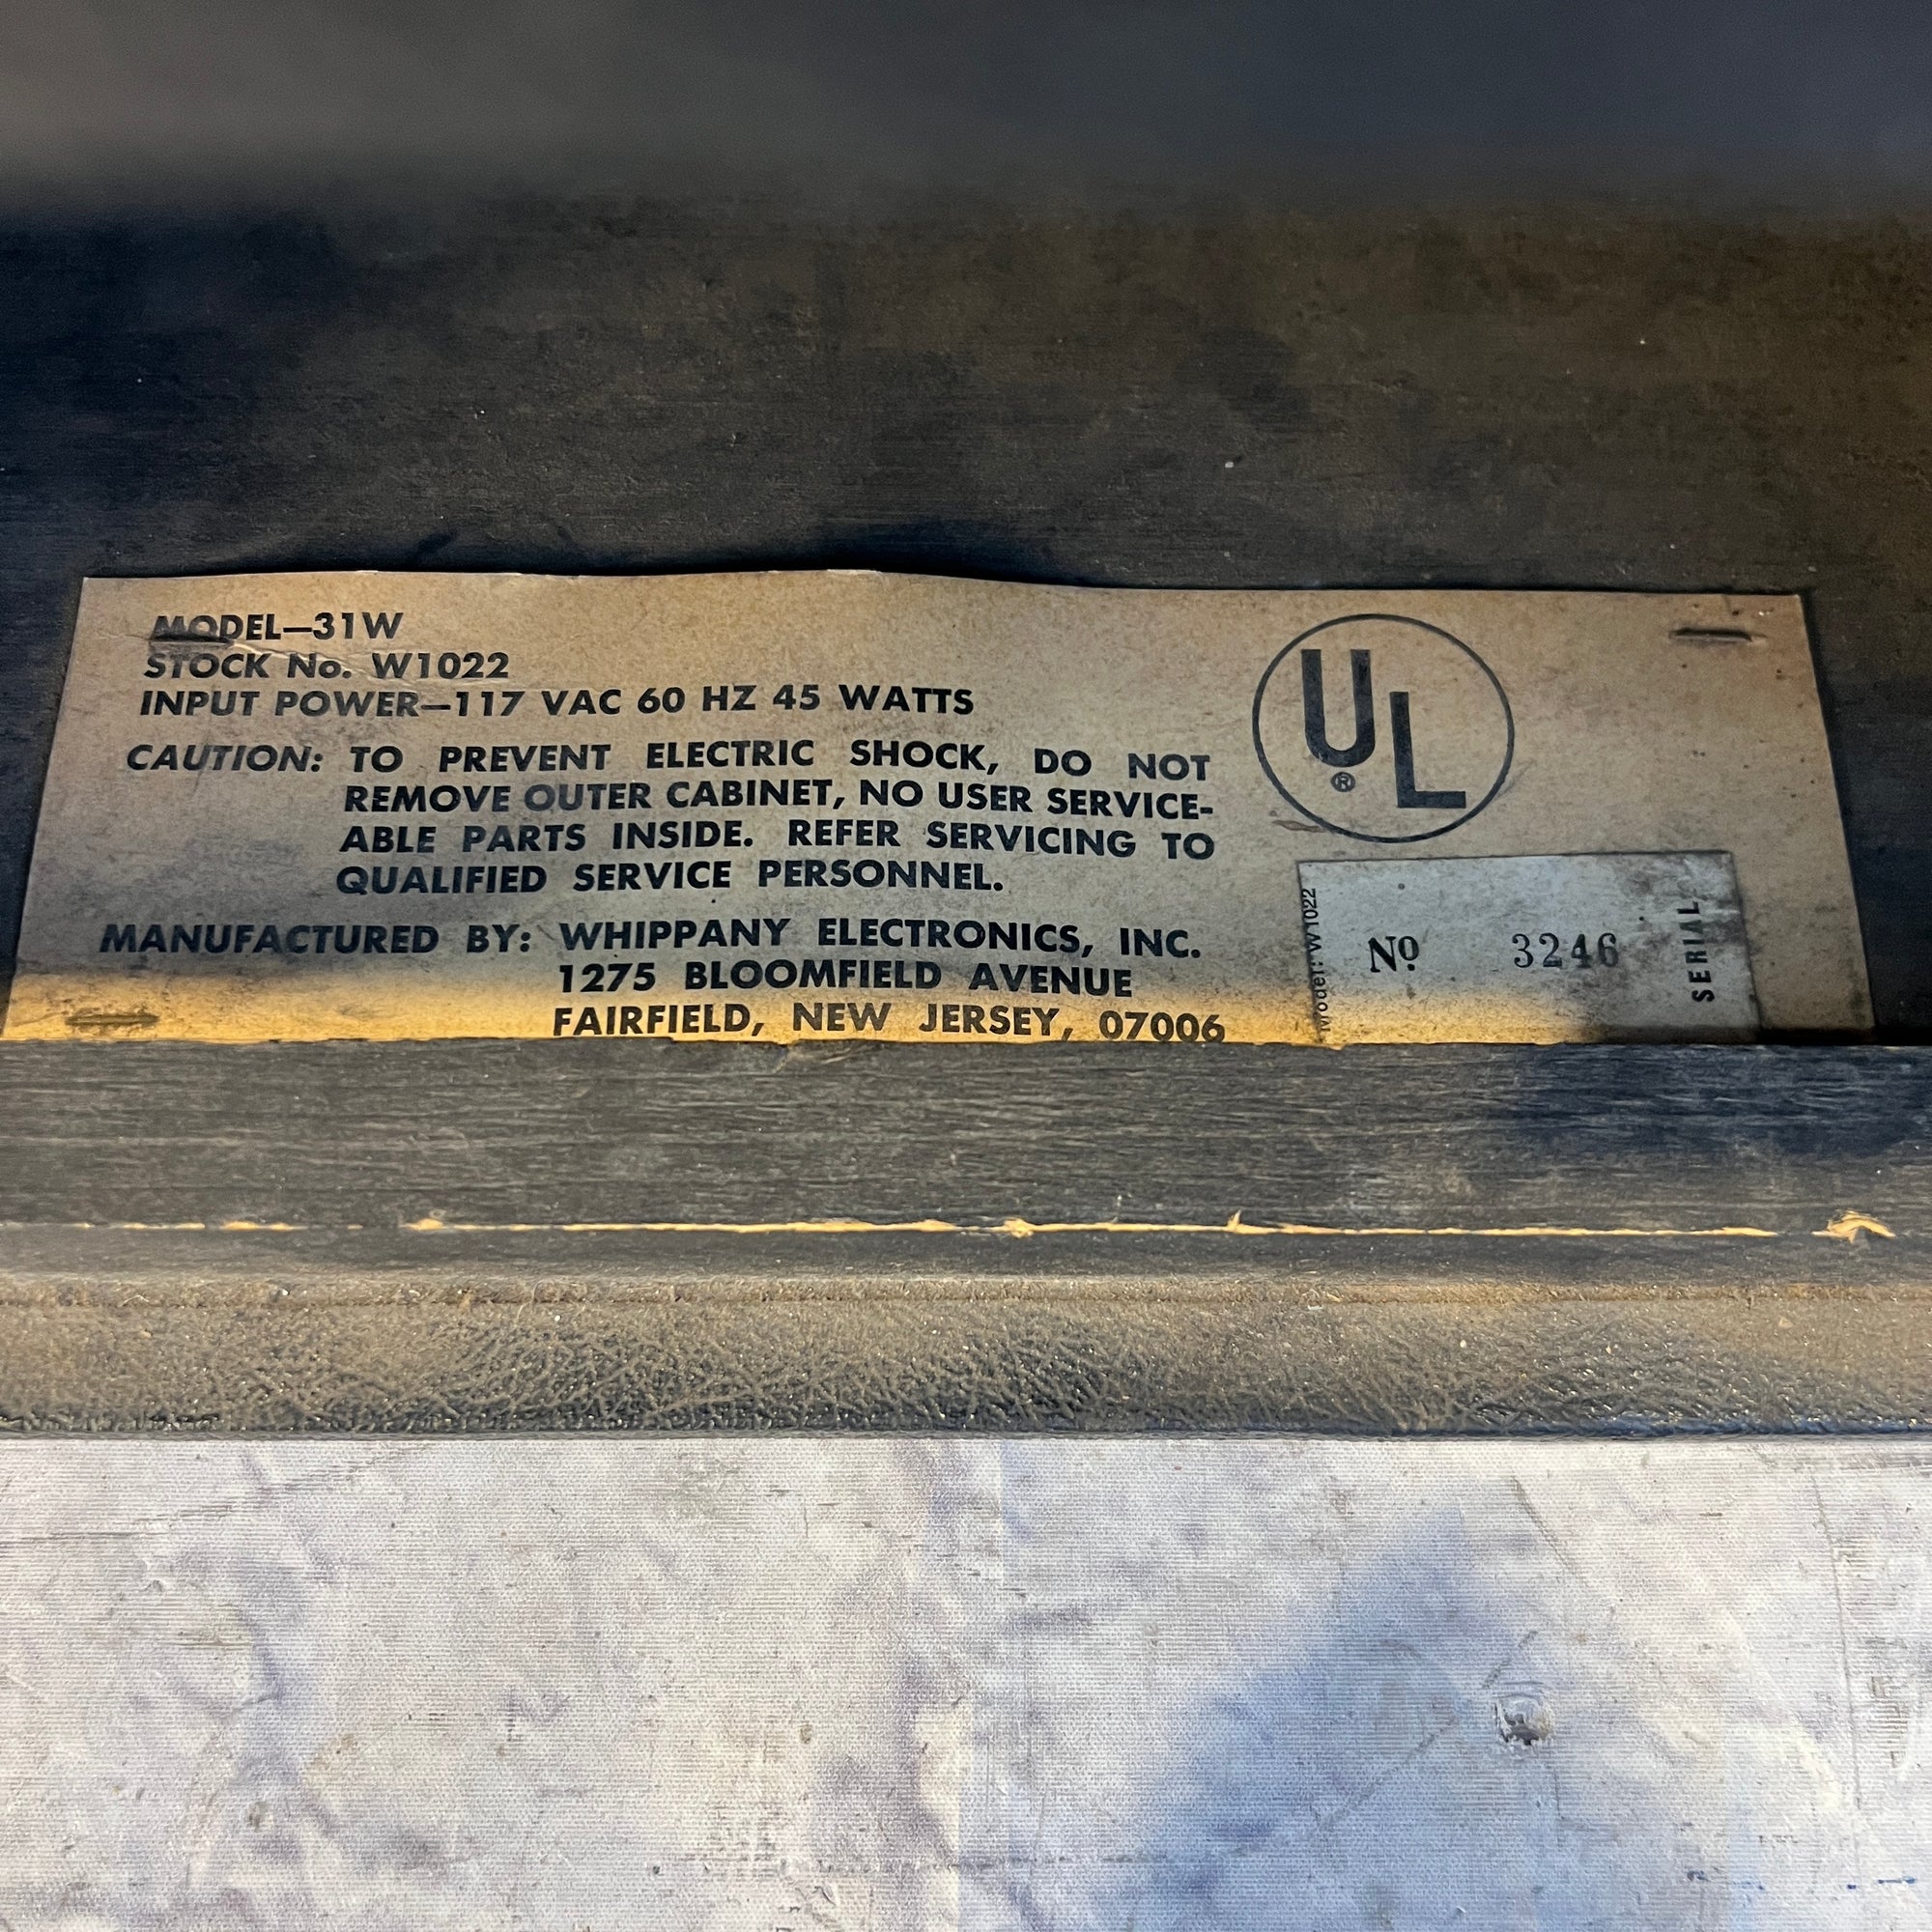 MODEL—31W
STOCK No. W1022
INPUT POWER—117 VAC 60 HZ 45 WATTS
CAUTION: TO PREVENT ELECTRIC SHOCK, DO NOT
REMOVE OUTER CABINET, NO USER SERVICE-
ABLE PARTS INSIDE. REFER SERVICING TO
QUALIFIED SERVICE PERSONNEL.
MANUFACTURED BY: WHIPPANY ELECTRONICS, INC.
1275 BLOOMFIELD AVENUE
FAIRFIELD, NEW JERSEY, 07006
UL
®
Model: W1022
Nº 3246
SERIAL